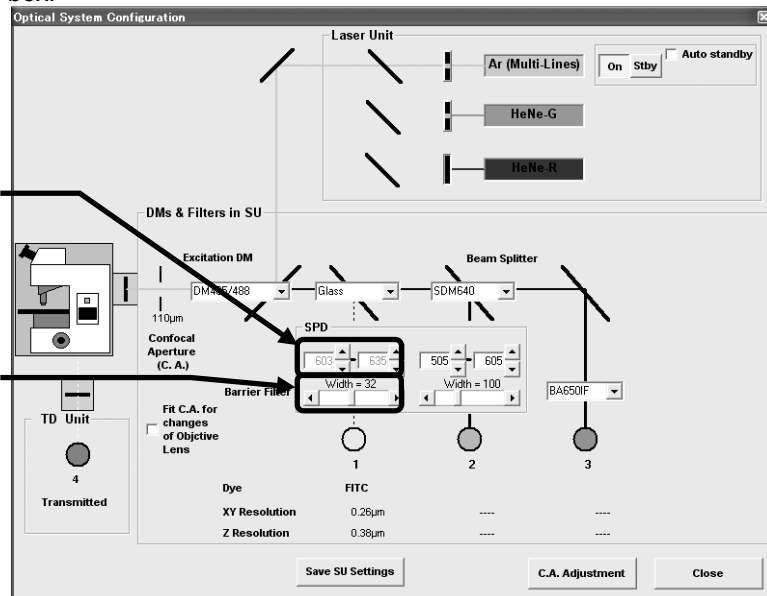 Optical System Configuration
Laser Unit
Ar (Multi-Lines)
On Stby
Auto standby
HeNe-G
HeNe-R
DMs & Filters in SU
Excitation DM
Beam Splitter
DM405/488
Glass
SDM640
110µm
Confocal
Aperture
(C. A.)
SPD
603 - 635
505 - 605
Barrier Filter
Width = 32
Width = 100
BA650IF
Fit C.A. for
changes
of Objctive
Lens
TD Unit
4
Transmitted
1
2
3
Dye
FITC
XY Resolution
0.26µm
----
----
Z Resolution
0.38µm
----
----
Save SU Settings
C.A. Adjustment
Close